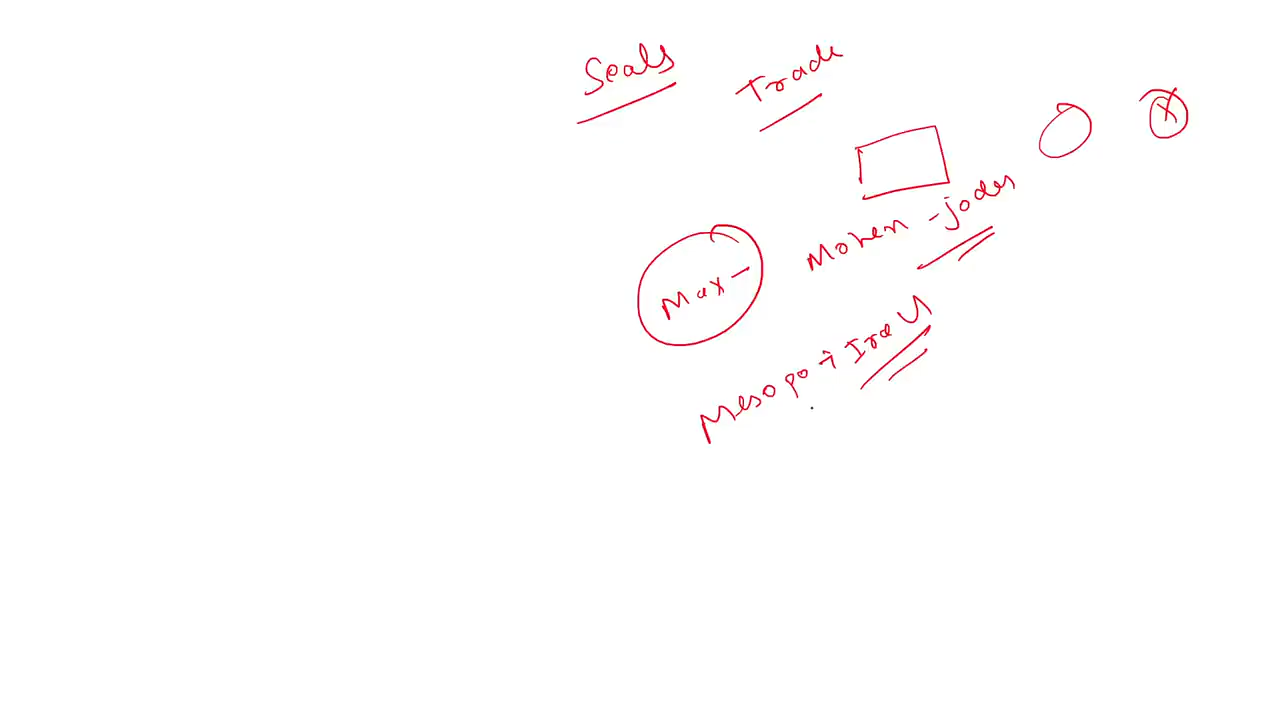 Seals
Trade
X
Mohen-jodes
Max-
Mesopo + Iraq